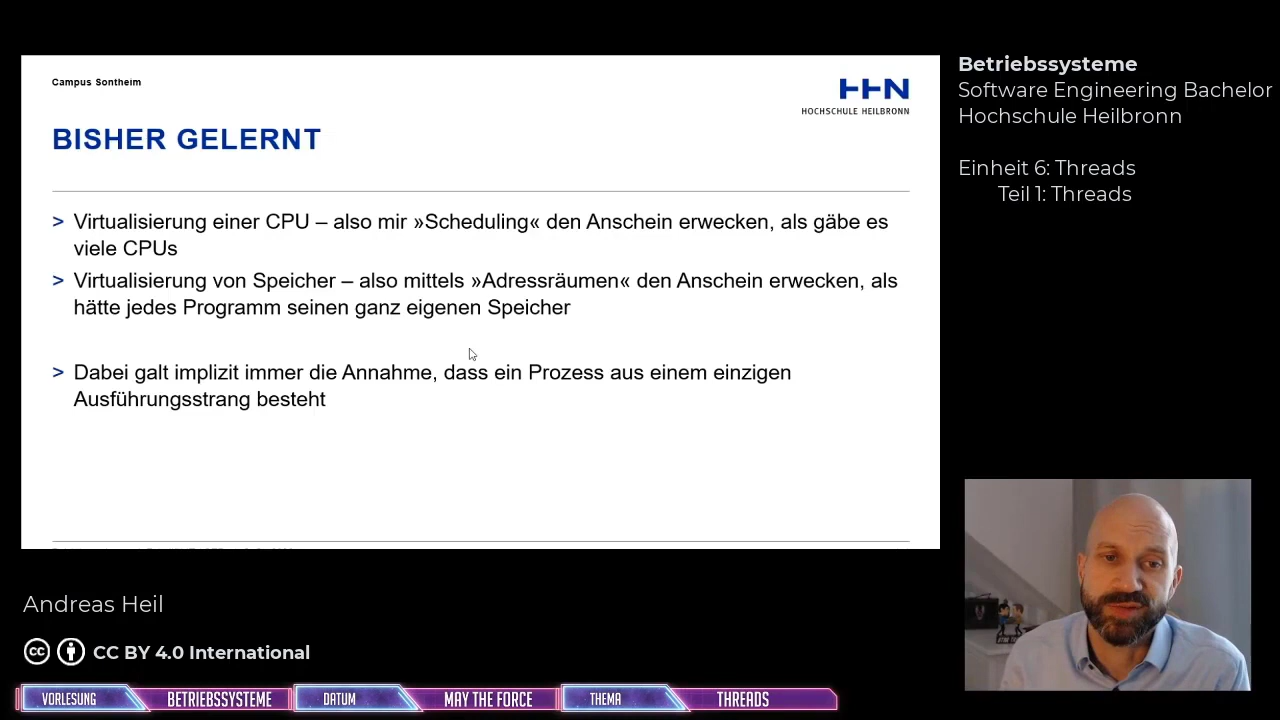 Campus Sontheim
HHN
HOCHSCHULE HEILBRONN
BISHER GELERNT
> Virtualisierung einer CPU – also mir »Scheduling« den Anschein erwecken, als gäbe es
viele CPUs
> Virtualisierung von Speicher – also mittels »Adressräumen« den Anschein erwecken, als
hätte jedes Programm seinen ganz eigenen Speicher
> Dabei galt implizit immer die Annahme, dass ein Prozess aus einem einzigen
Ausführungsstrang besteht
Betriebssysteme
Software Engineering Bachelor
Hochschule Heilbronn
Einheit 6: Threads
Teil 1: Threads
Andreas Heil
cc CC BY 4.0 International
VORLESUNG BETRIEBSSYSTEME DATUM MAY THE FORCE THEMA THREADS